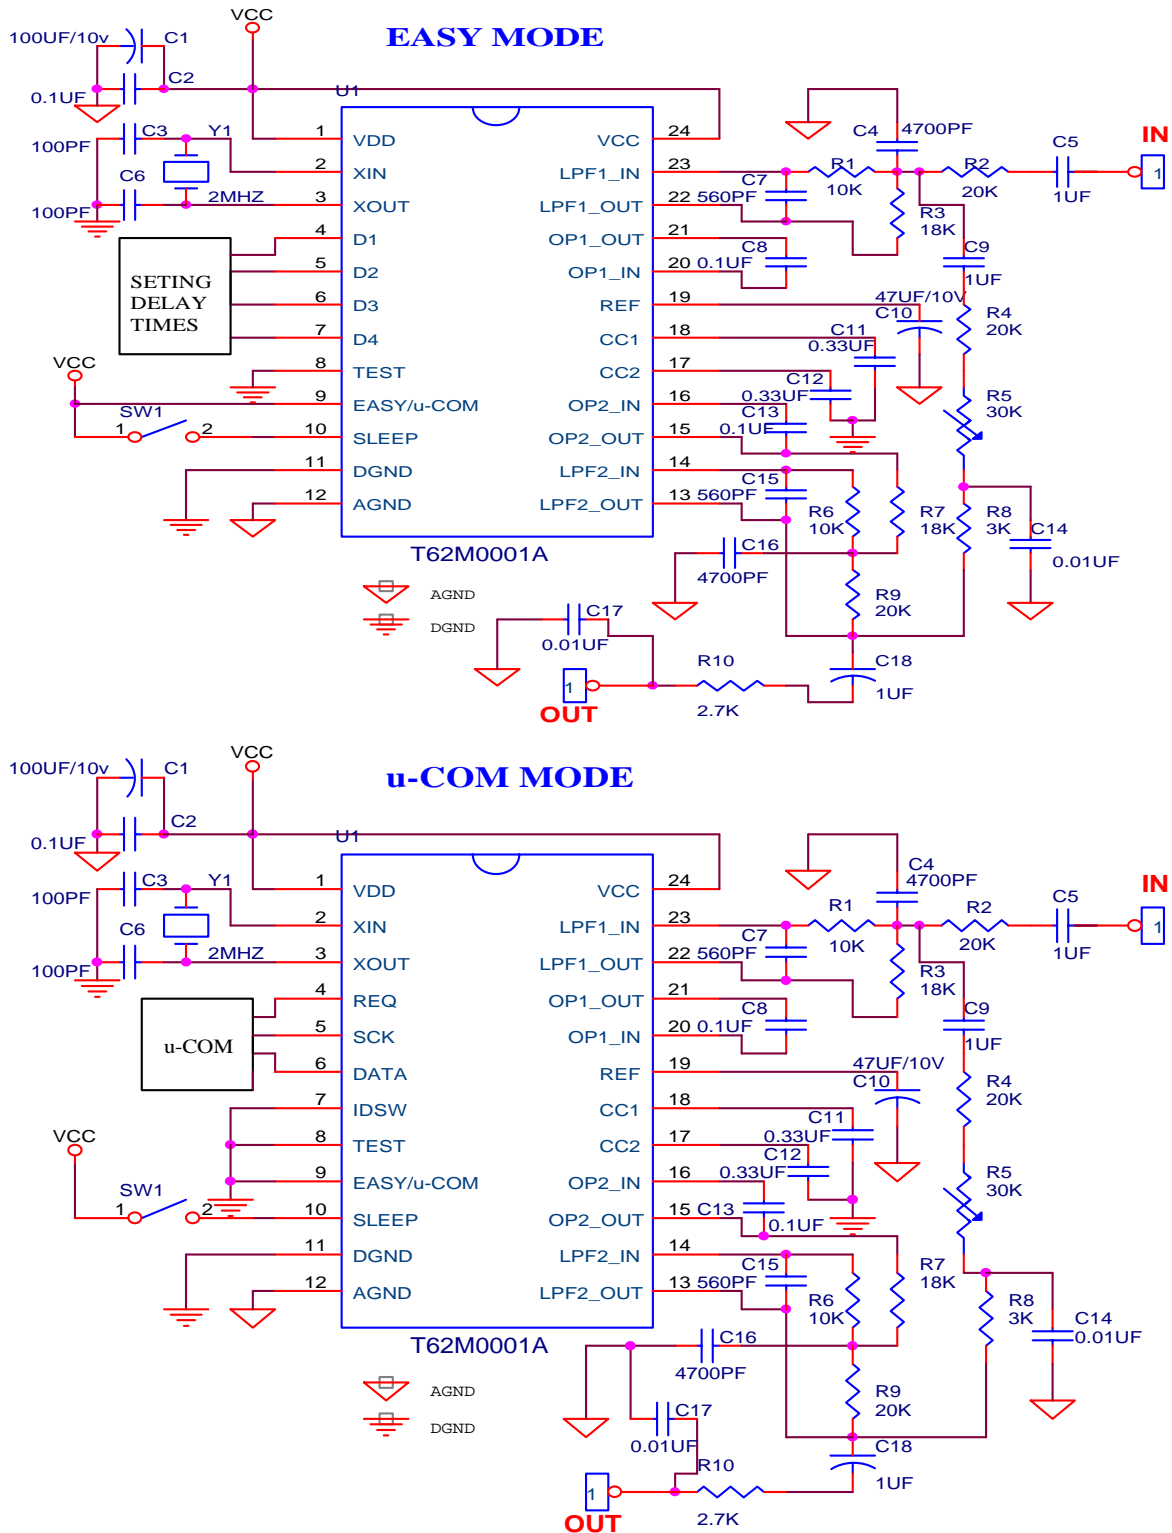 VCC
EASY MODE
100UF/10v
C1
C2
0.1UF
U1
C3
Y1
100PF
C6
100PF
2MHZ
1
VDD
2
XIN
3
XOUT
4
D1
5
D2
6
D3
7
D4
8
TEST
9
EASY/u-COM
10
SLEEP
11
DGND
12
AGND
SETING
DELAY
TIMES
VCC
SW1
1
2
VCC
24
LPF1_IN
23
LPF1_OUT
22
OP1_OUT
21
OP1_IN
20
REF
19
CC1
18
CC2
17
OP2_IN
16
OP2_OUT
15
LPF2_IN
14
LPF2_OUT
13
T62M0001A
AGND
DGND
C4
4700PF
R1
10K
R2
20K
C5
1UF
IN
1
C7
560PF
R3
18K
C8
0.1UF
C9
1UF
47UF/10V
C10
R4
20K
C11
0.33UF
C12
0.33UF
C13
0.1UF
R5
30K
C15
560PF
R6
10K
R7
18K
R8
3K
C14
0.01UF
C16
4700PF
R9
20K
C17
0.01UF
R10
2.7K
C18
1UF
1
OUT
VCC
u-COM MODE
100UF/10v
C1
C2
0.1UF
U1
C3
Y1
100PF
C6
100PF
2MHZ
1
VDD
2
XIN
3
XOUT
4
REQ
5
SCK
6
DATA
7
IDSW
8
TEST
9
EASY/u-COM
10
SLEEP
11
DGND
12
AGND
u-COM
VCC
SW1
1
2
VCC
24
LPF1_IN
23
LPF1_OUT
22
OP1_OUT
21
OP1_IN
20
REF
19
CC1
18
CC2
17
OP2_IN
16
OP2_OUT
15
LPF2_IN
14
LPF2_OUT
13
T62M0001A
AGND
DGND
C4
4700PF
R1
10K
R2
20K
C5
1UF
IN
1
C7
560PF
R3
18K
C8
0.1UF
C9
1UF
47UF/10V
C10
R4
20K
C11
0.33UF
C12
0.33UF
C13
0.1UF
R5
30K
C15
560PF
R6
10K
R7
18K
R8
3K
C14
0.01UF
C16
4700PF
R9
20K
C17
0.01UF
R10
2.7K
C18
1UF
1
OUT